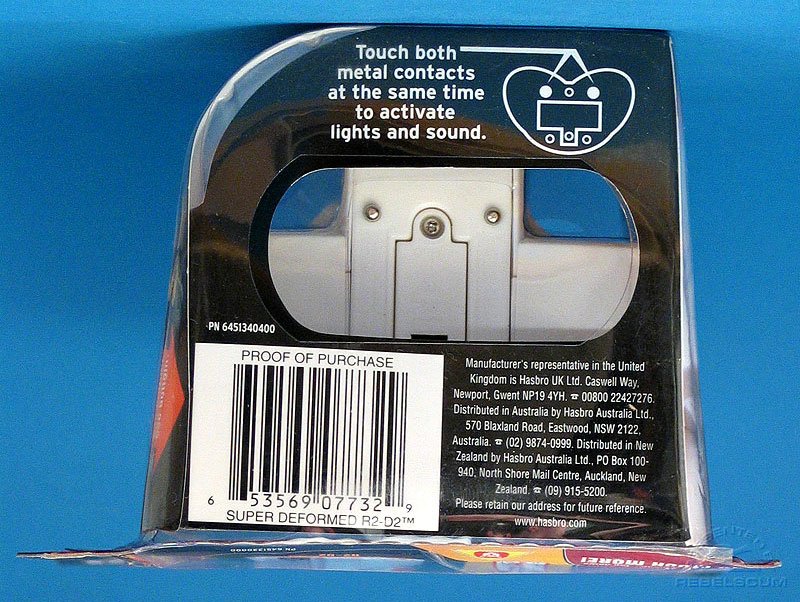 Touch both
metal contacts
at the same time
to activate
lights and sound.
PN 6451340400
PROOF OF PURCHASE
6 53569 07732 9
SUPER DEFORMED R2-D2™
Manufacturer's representative in the United
Kingdom is Hasbro UK Ltd. Caswell Way,
Newport, Gwent NP19 4YH. ☎ 00800 22427276.
Distributed in Australia by Hasbro Australia Ltd.,
570 Blaxland Road, Eastwood, NSW 2122,
Australia. ☎ (02) 9874-0999. Distributed in New
Zealand by Hasbro Australia Ltd., PO Box 100-
940, North Shore Mail Centre, Auckland, New
Zealand. ☎ (09) 915-5200.
Please retain our address for future reference.
www.hasbro.com
REBELSCUM